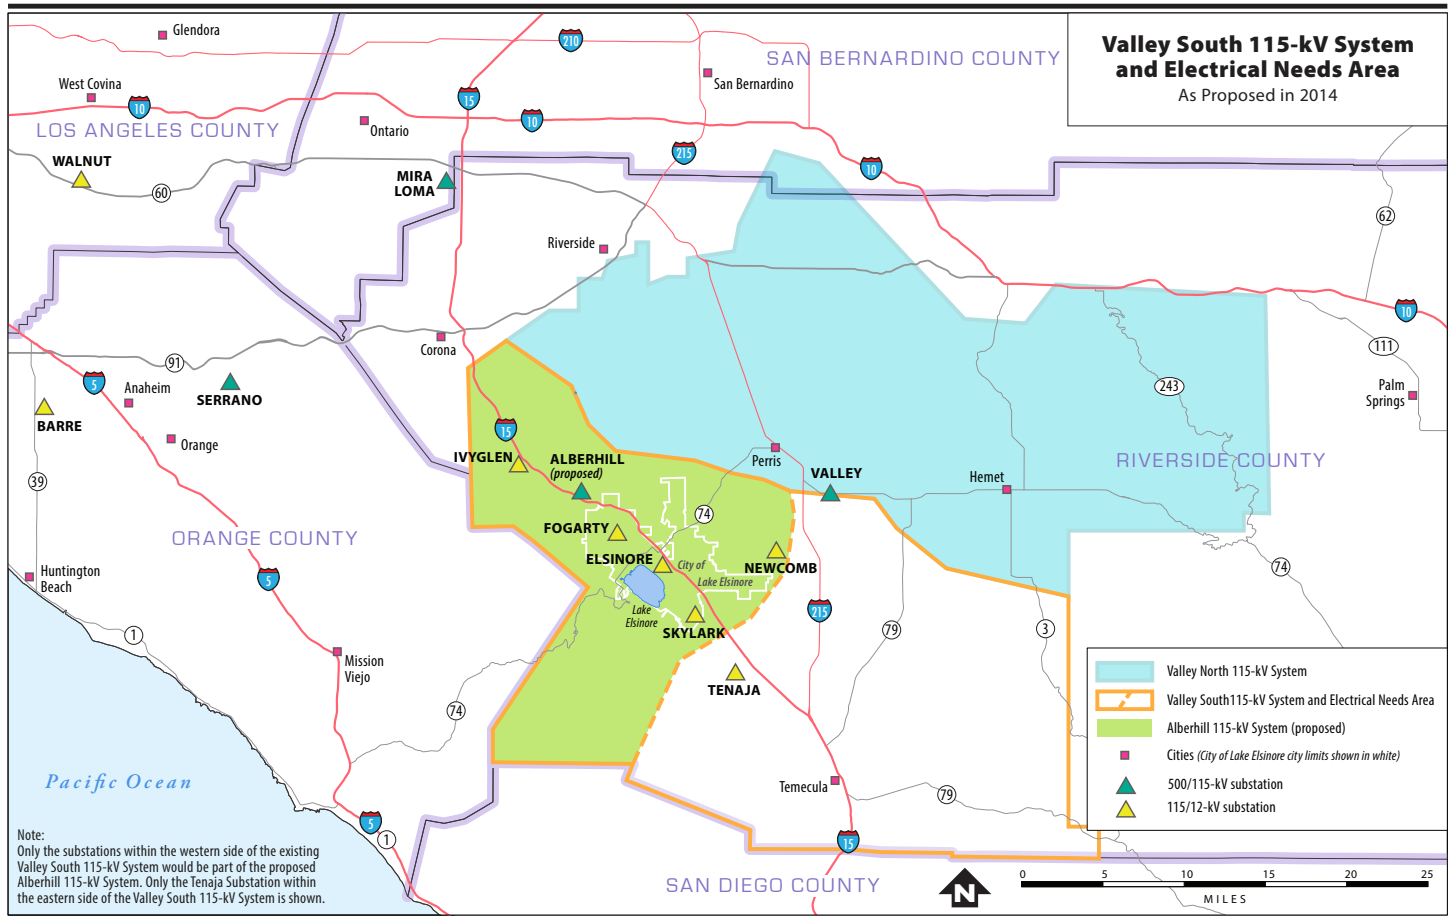 Valley South 115-kV System
and Electrical Needs Area
As Proposed in 2014
Glendora
210
SAN BERNARDINO COUNTY
West Covina
10
15
San Bernardino
Ontario
10
LOS ANGELES COUNTY
215
10
WALNUT
60
MIRA
LOMA
62
Riverside
10
Corona
111
91
5
Anaheim
SERRANO
243
Palm
Springs
BARRE
Orange
15
IVYGLEN
ALBERHILL
(proposed)
Perris
VALLEY
RIVERSIDE COUNTY
39
Hemet
74
FOGARTY
ORANGE COUNTY
ELSINORE
City of
Lake Elsinore
NEWCOMB
74
Huntington
Beach
5
Lake
Elsinore
215
SKYLARK
79
3
1
Mission
Viejo
TENAJA
74
Valley North 115-kV System
Valley South115-kV System and Electrical Needs Area
Alberhill 115-kV System (proposed)
Cities (City of Lake Elsinore city limits shown in white)
500/115-kV substation
115/12-kV substation
Pacific Ocean
Temecula
79
5
1
15
Note:
Only the substations within the western side of the existing
Valley South 115-kV System would be part of the proposed
Alberhill 115-kV System. Only the Tenaja Substation within
the eastern side of the Valley South 115-kV System is shown.
SAN DIEGO COUNTY
N
0 5 10 15 20 25
MILES